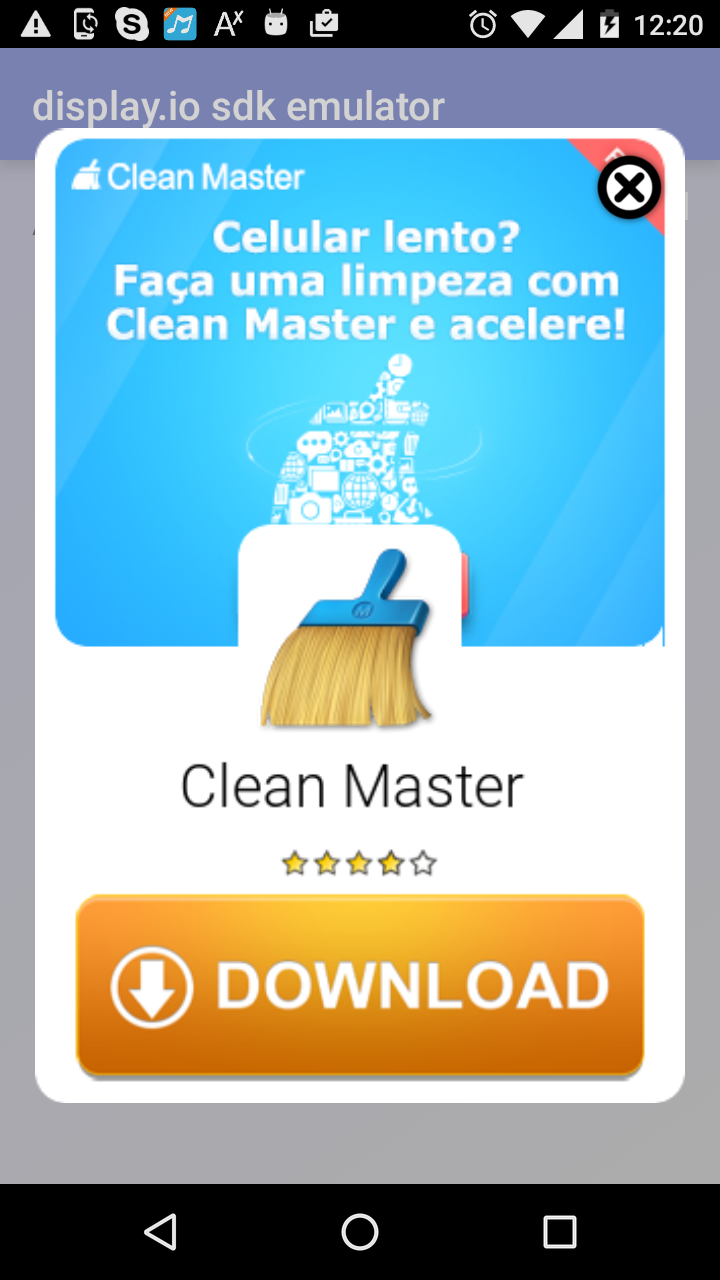 12:20
display.io sdk emulator
Clean Master
Celular lento?
Faça uma limpeza com
Clean Master e acelere!
Clean Master
DOWNLOAD